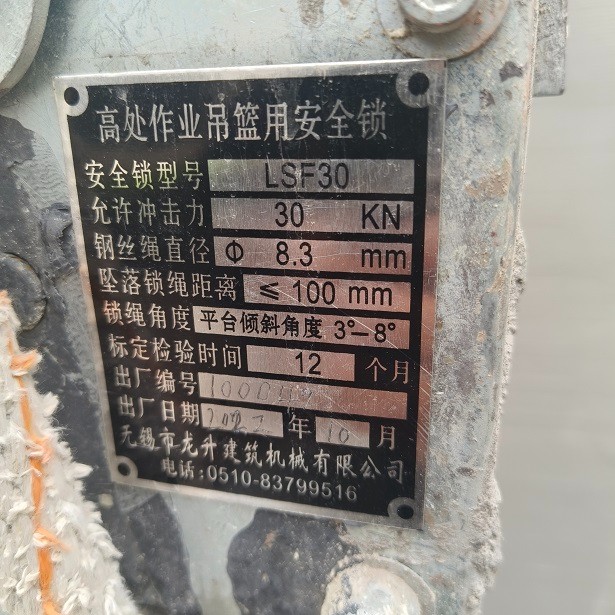 高处作业吊篮用安全锁
安全锁型号 LSF30
允许冲击力 30 KN
钢丝绳直径 Φ 8.3 mm
坠落锁绳距离 ≤100 mm
锁绳角度 平台倾斜角度 3°–8°
标定检验时间 12 个月
出厂编号
出厂日期 年 10 月
无锡市龙升建筑机械有限公司
电话:0510-83799516